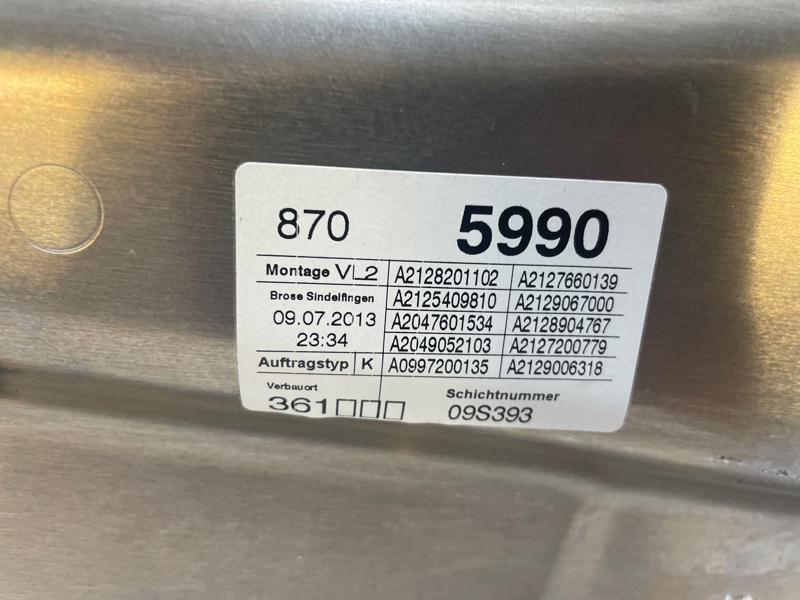 870 5990
Montage VL2 A2128201102 A2127660139
Brose Sindelfingen A2125409810 A2129067000
09.07.2013 A2047601534 A2128904767
23:34 A2049052103 A2127200779
Auftragstyp K A0997200135 A2129006318
Verbauort Schichtnummer
361□□□ 09S393